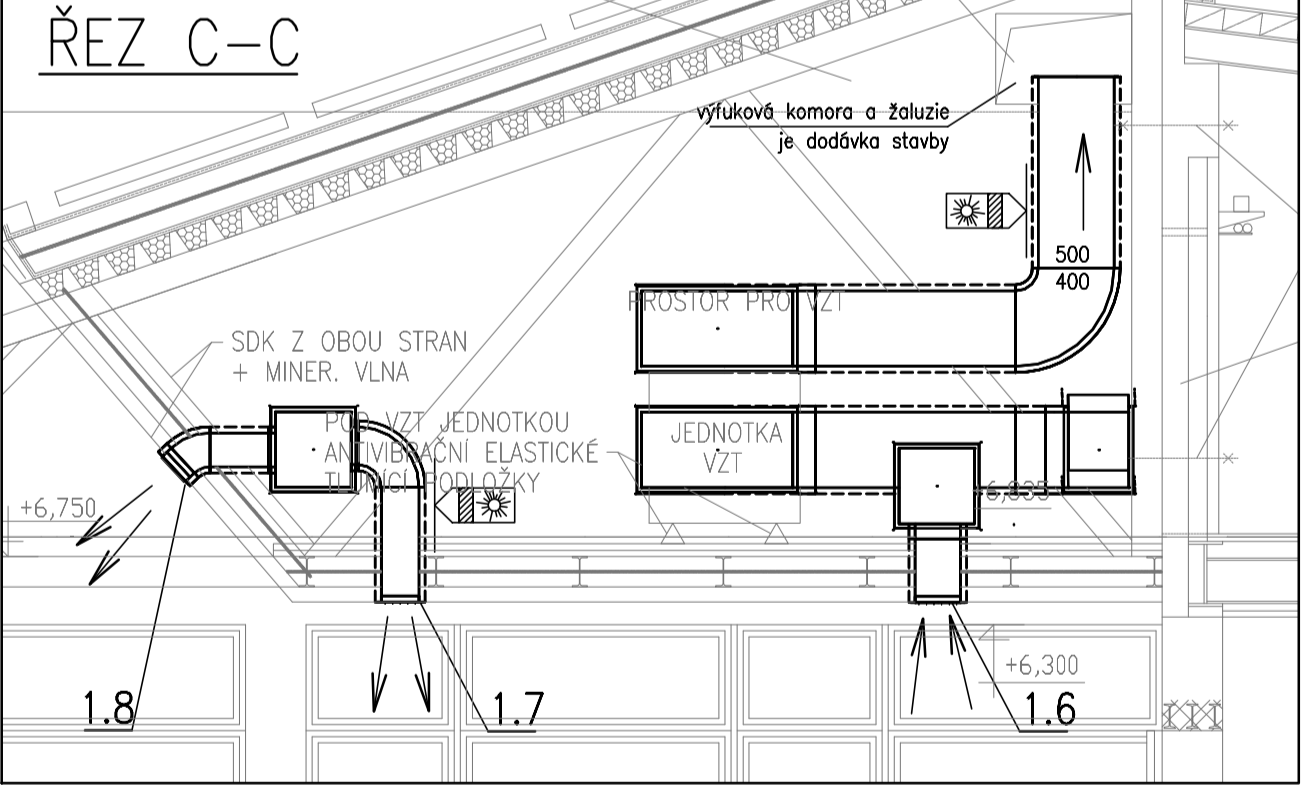 ŘEZ C-C
výfuková komora a žaluzie
je dodávka stavby
500
400
PROSTOR PRO VZT
SDK Z OBOU STRAN
+ MINER. VLNA
POD VZT JEDNOTKOU
ANTIVIBRAČNÍ ELASTICKÉ
TLUMÍCÍ PODLOŽKY
JEDNOTKA
VZT
+6,750
+6,835
+6,300
1.8
1.7
1.6